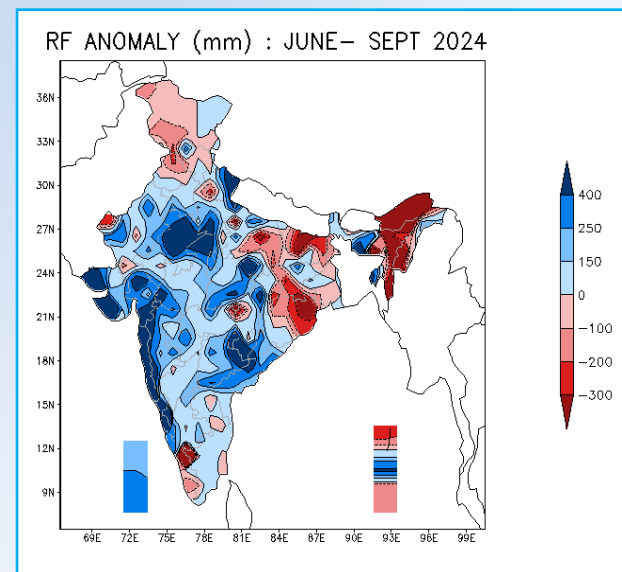 RF ANOMALY (mm) : JUNE- SEPT 2024
36N
33N
30N
27N
24N
21N
18N
15N
12N
9N
69E 72E 75E 78E 81E 84E 87E 90E 93E 96E 99E
400
250
150
0
-100
-200
-300